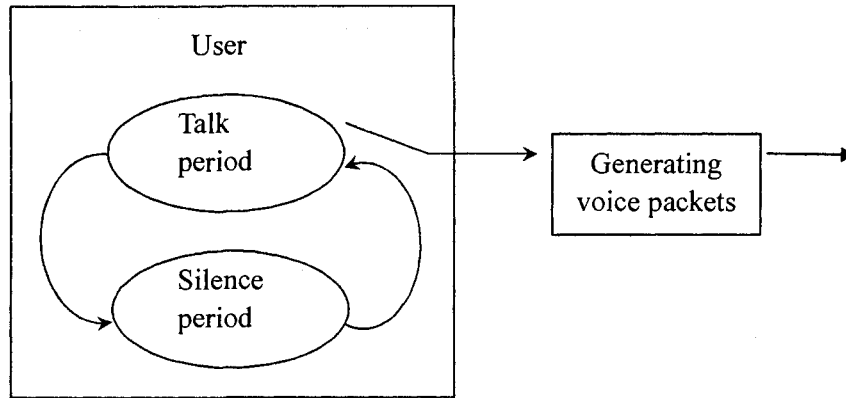 User
Talk
period
Generating
voice packets
Silence
period